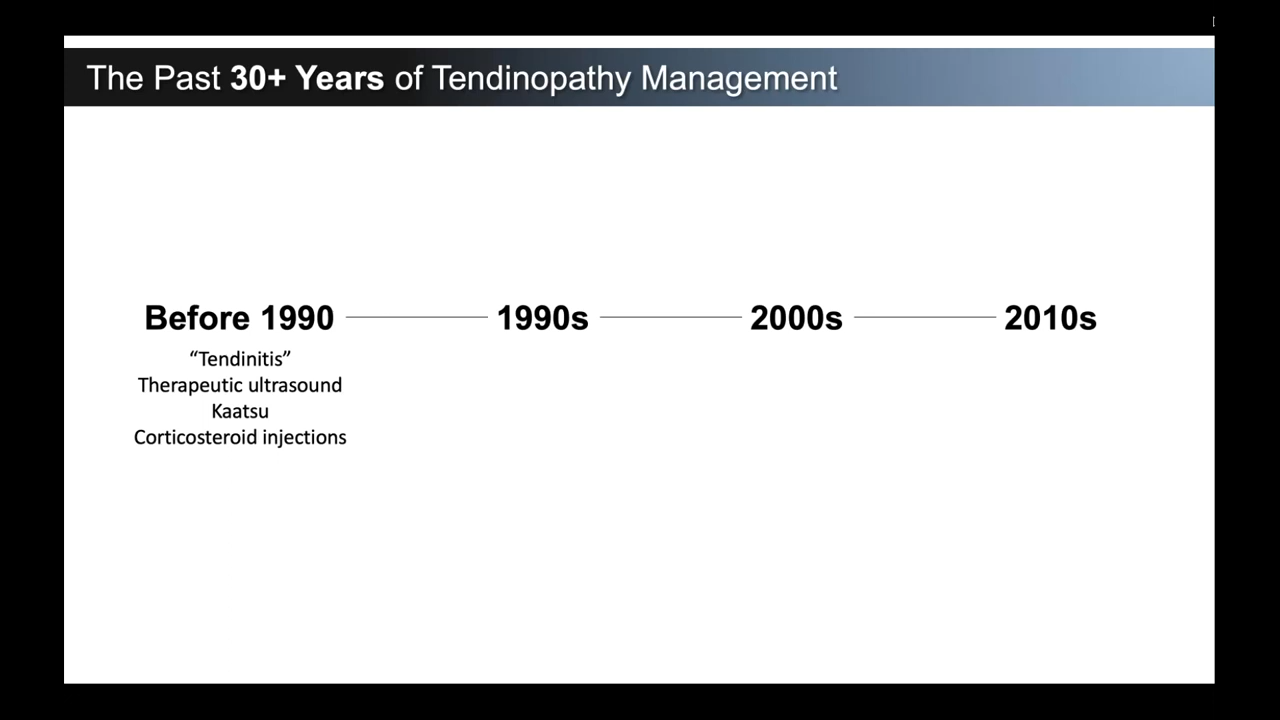 The Past 30+ Years of Tendinopathy Management
Before 1990
1990s
2000s
2010s
“Tendinitis”
Therapeutic ultrasound
Kaatsu
Corticosteroid injections